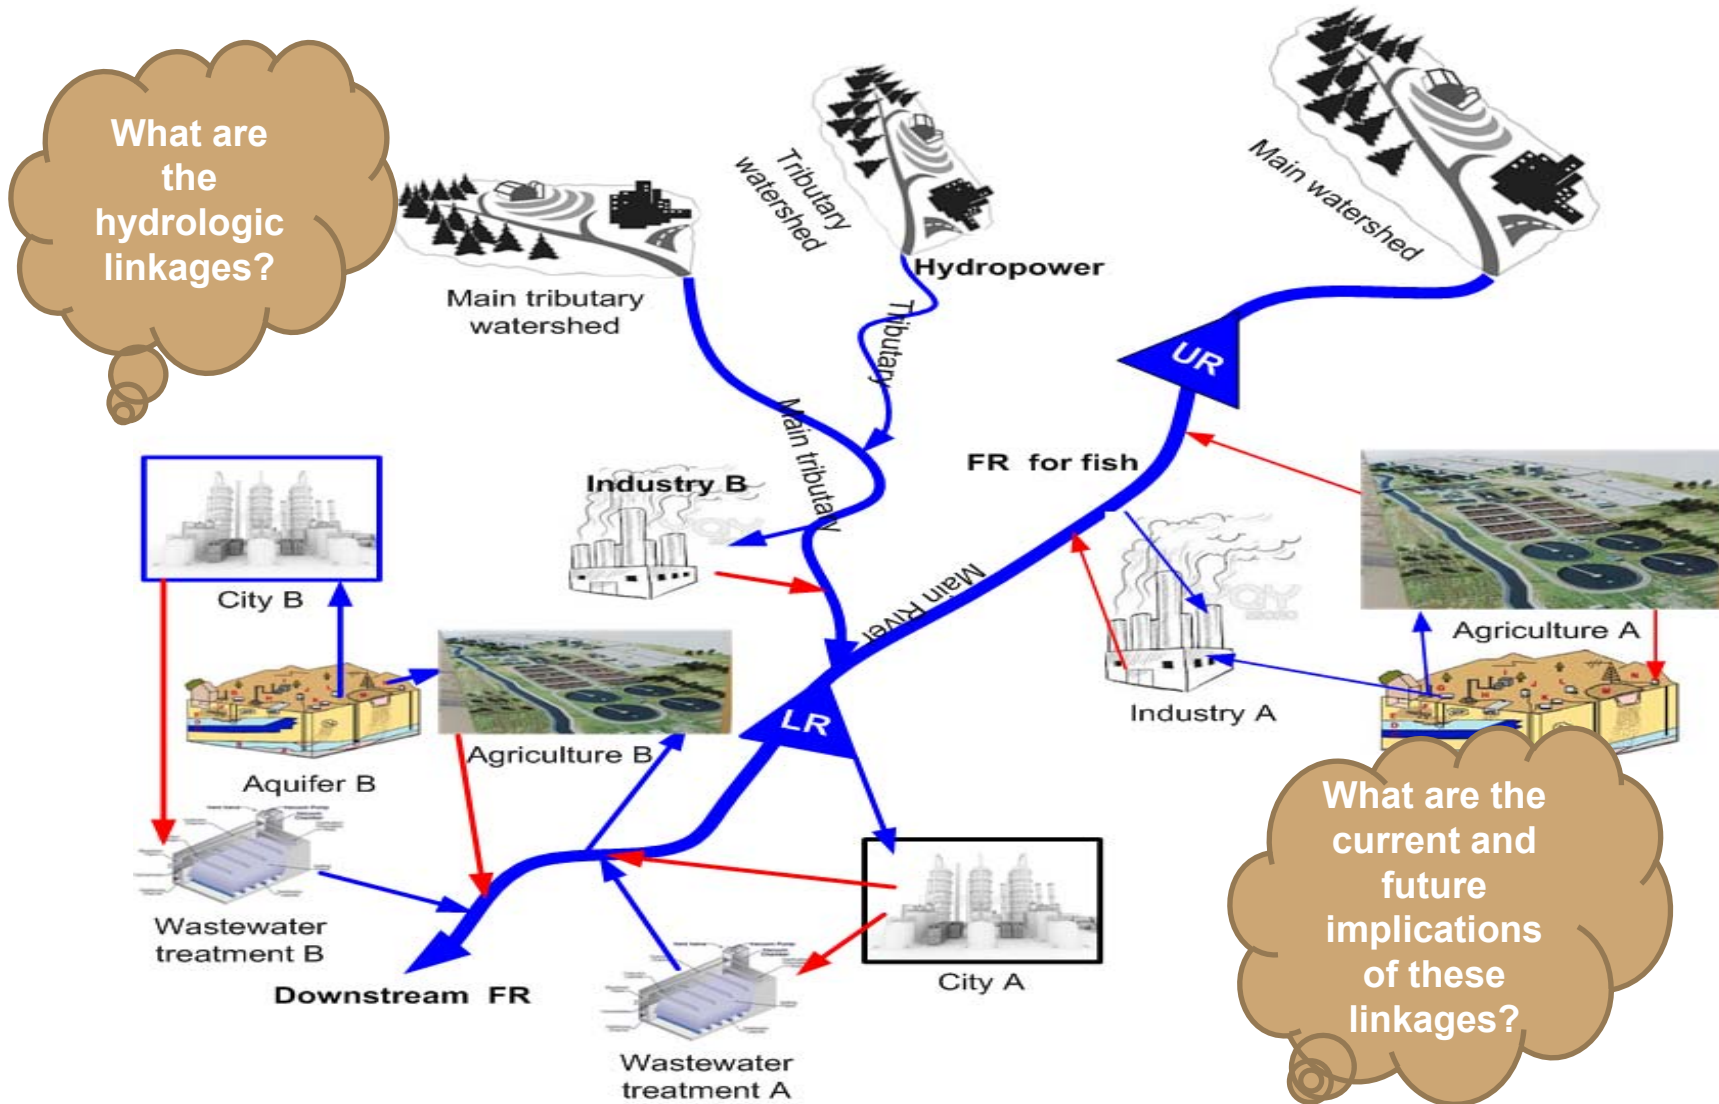 What are
the
hydrologic
linkages?
Main tributary
watershed
Tributary
watershed
Main watershed
Hydropower
Tributary
Main tributary
UR
FR for fish
Industry B
Main River
City B
Agriculture A
Industry A
LR
Agriculture B
Aquifer B
Wastewater
treatment B
Downstream FR
City A
Wastewater
treatment A
What are the
current and
future
implications
of these
linkages?